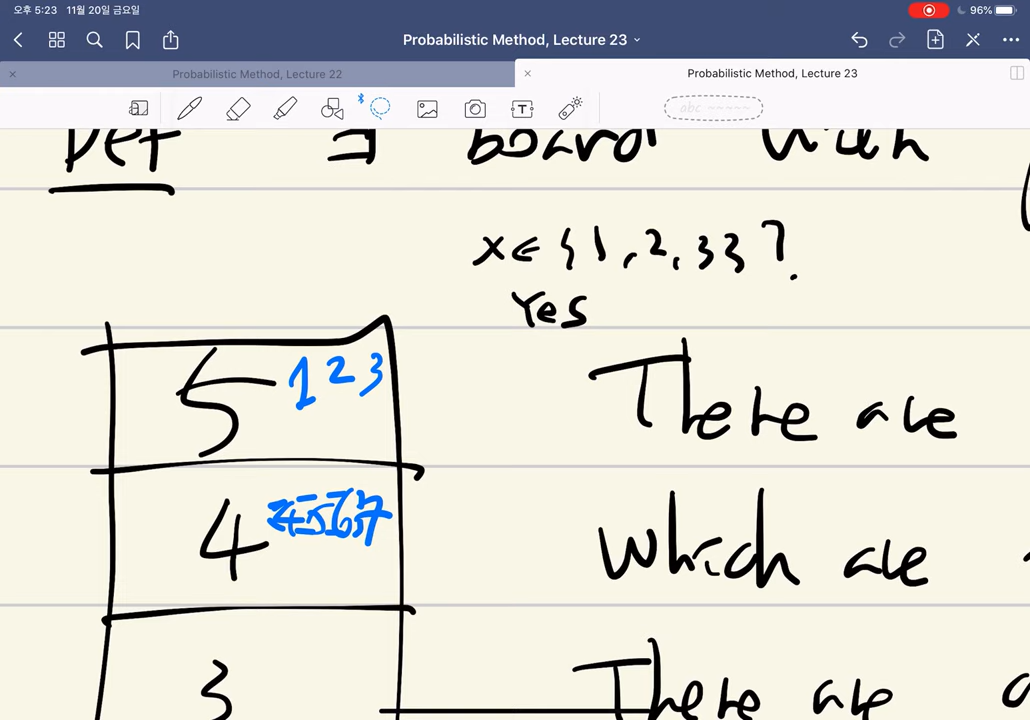 오후 5:23 11월 20일 금요일 96%
Probabilistic Method, Lecture 23
Probabilistic Method, Lecture 22
Probabilistic Method, Lecture 23
abc
Def ∃ board with
x ∈ {1, 2, 3}?
Yes
5 1 2 3
There are
4
which are
3
There are